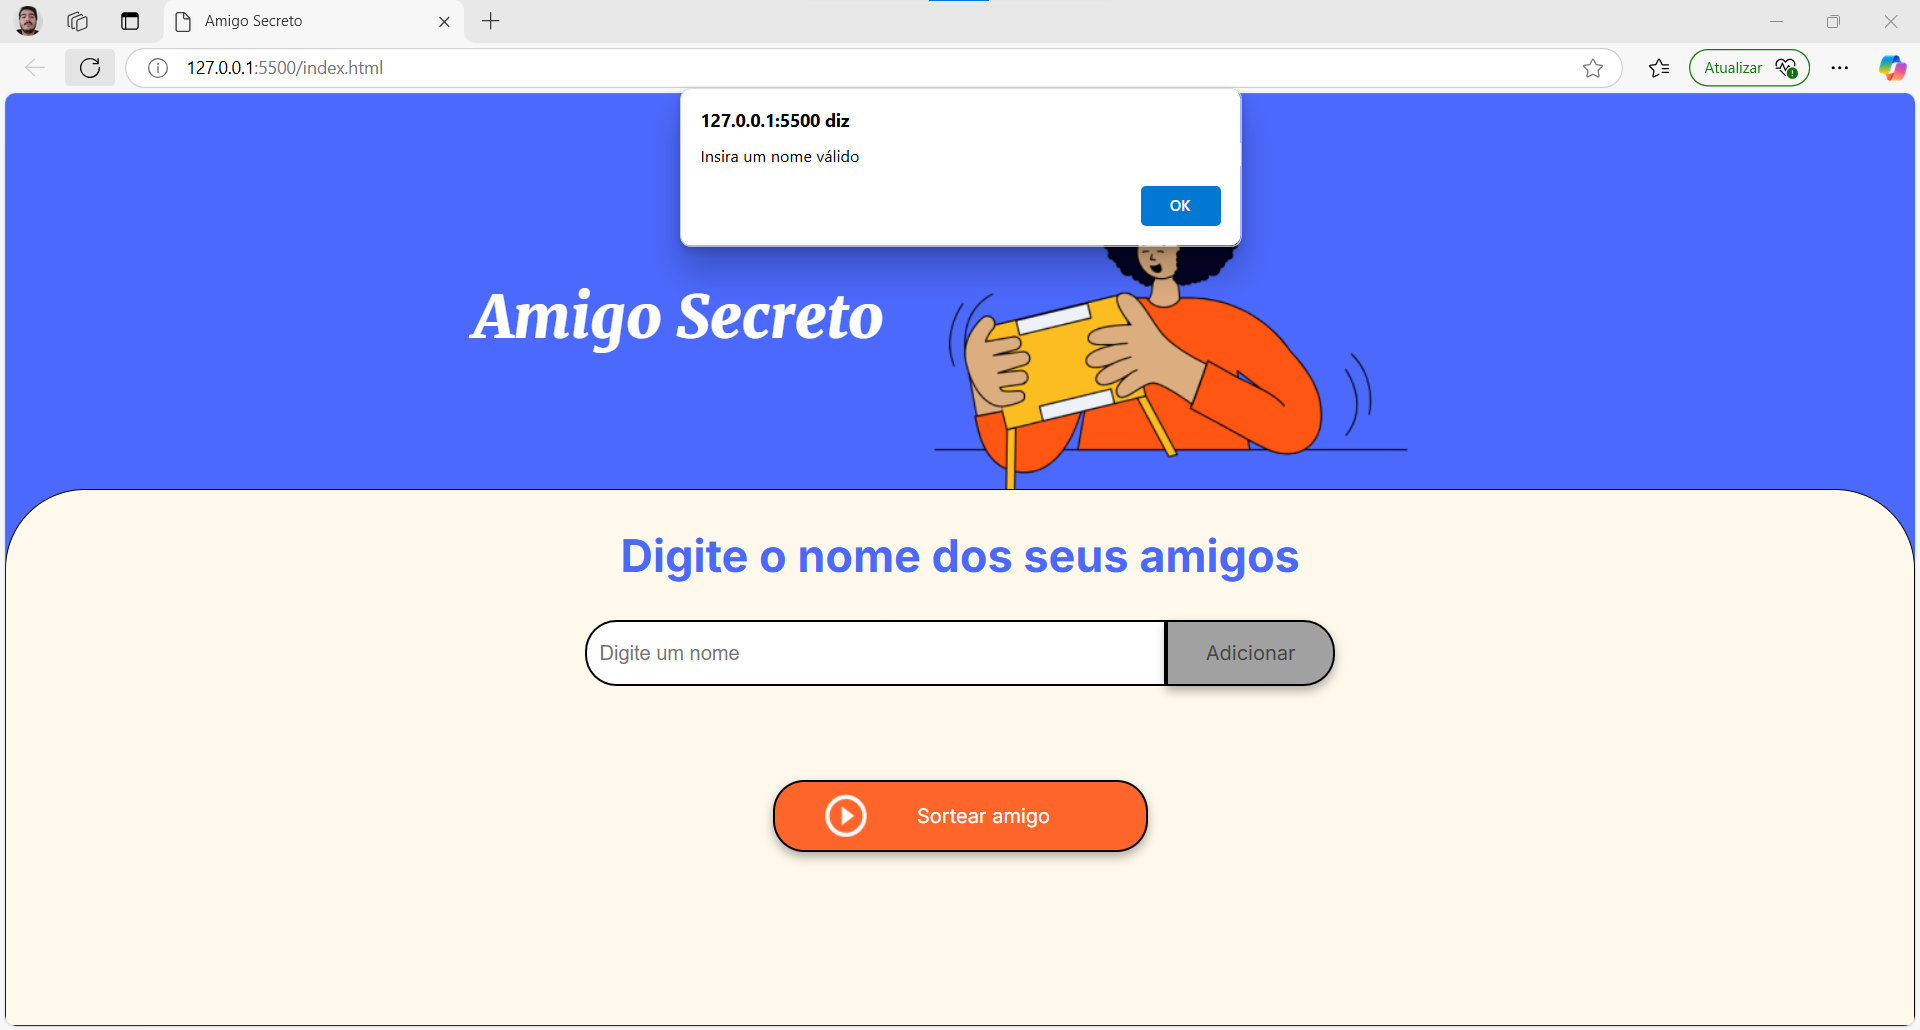 Amigo Secreto
127.0.0.1:5500/index.html
Atualizar
127.0.0.1:5500 diz
Insira um nome válido
OK
Amigo Secreto
Digite o nome dos seus amigos
Digite um nome
Adicionar
Sortear amigo